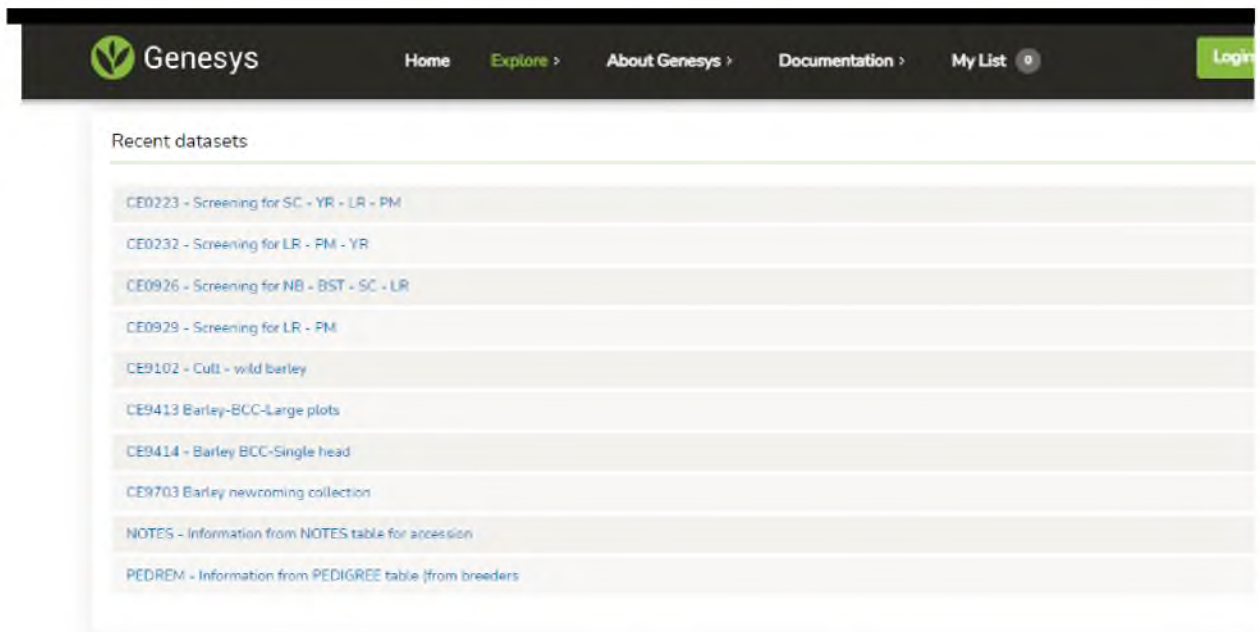 Genesys
Home Explore > About Genesys > Documentation > My List 0 Login
Recent datasets
CE0223 - Screening for SC - YR - LR - PM
CE0232 - Screening for LR - PM - YR
CE0926 - Screening for NB - BST - SC - LR
CE0929 - Screening for LR - PM
CE9102 - Cult - wild barley
CE9413 Barley-BCC-Large plots
CE9414 - Barley BCC-Single head
CE9703 Barley newcoming collection
NOTES - Information from NOTES table for accession
PEDREM - Information from PEDIGREE table (from breeders